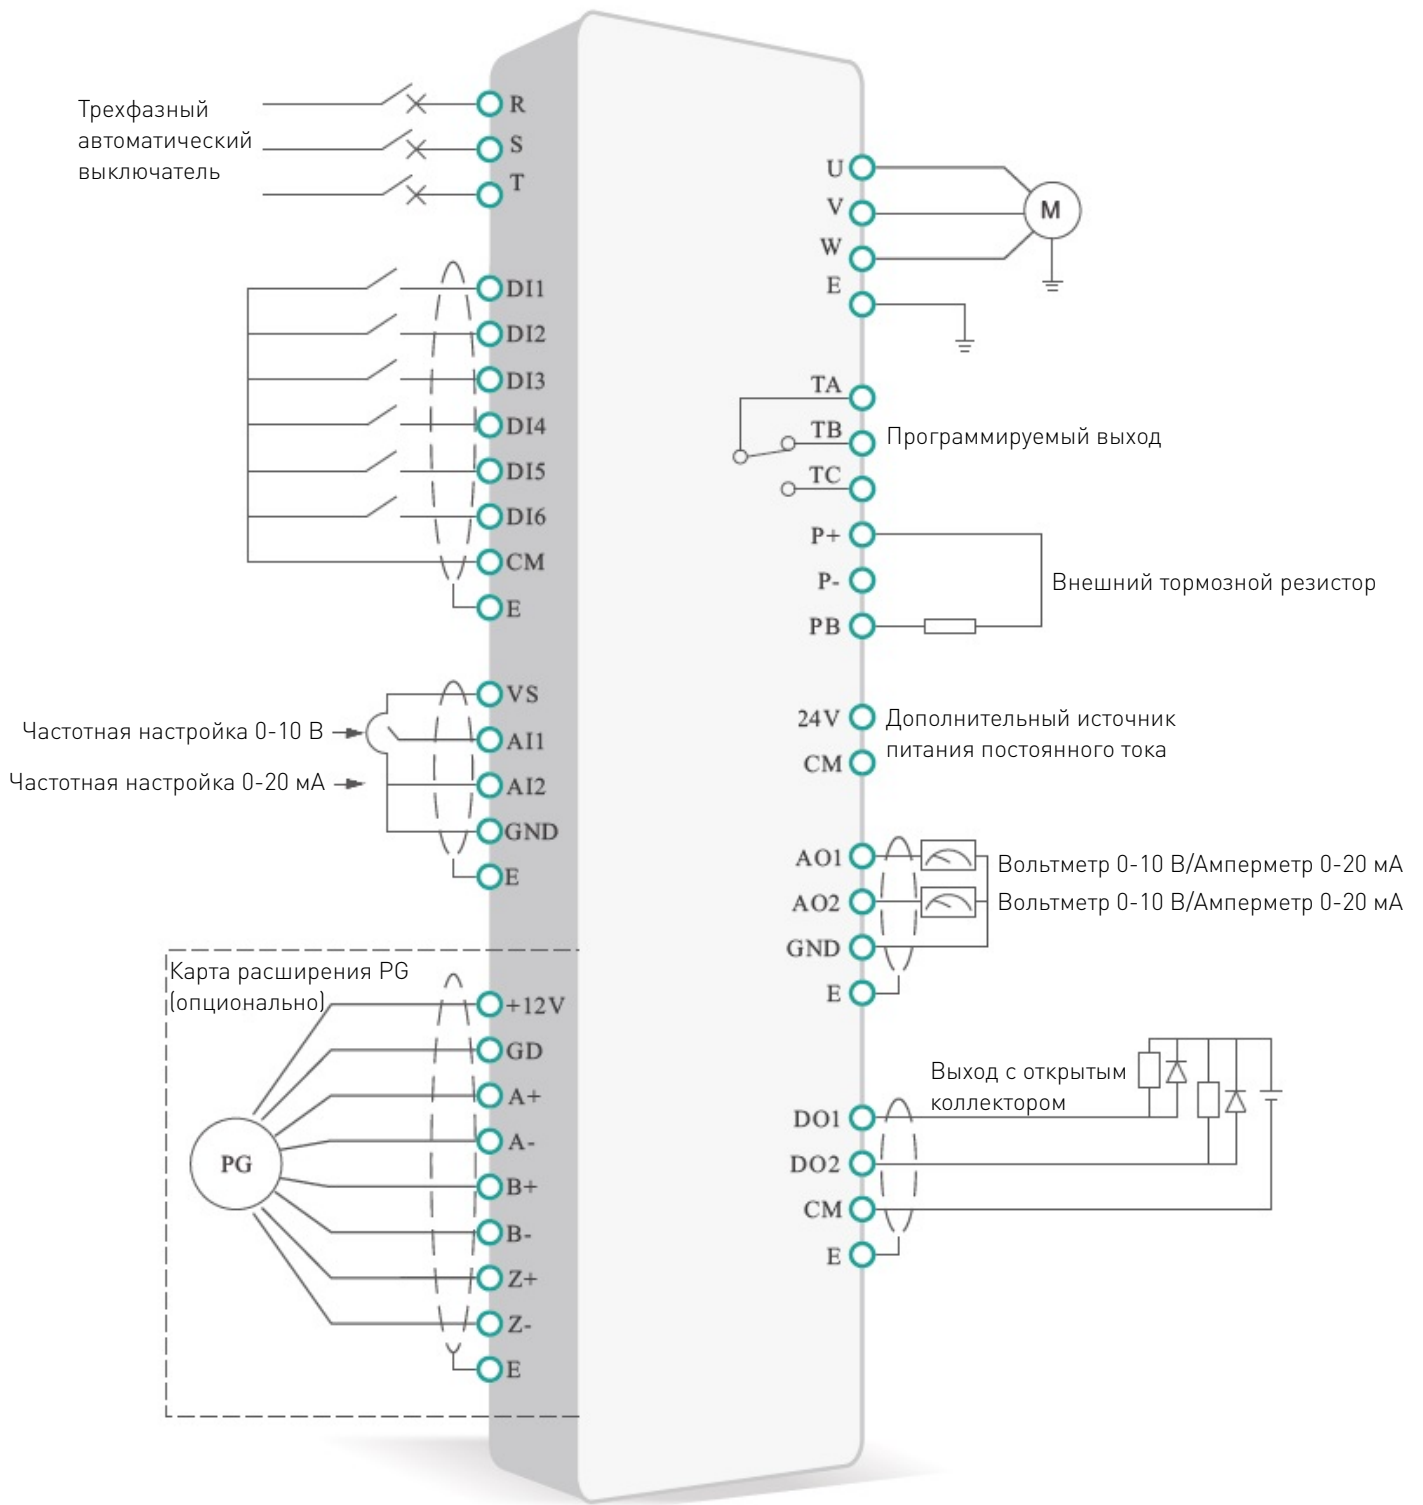 Трехфазный
автоматический
выключатель
R
S
T
DI1
DI2
DI3
DI4
DI5
DI6
CM
E
Частотная настройка 0-10 В
Частотная настройка 0-20 мА
VS
AI1
AI2
GND
E
Карта расширения PG
(опционально)
PG
+12V
GD
A+
A-
B+
B-
Z+
Z-
E
U
V
W
E
M
TA
TB
TC
Программируемый выход
P+
P-
PB
Внешний тормозной резистор
24V
CM
Дополнительный источник
питания постоянного тока
AO1
AO2
GND
E
Вольтметр 0-10 В/Амперметр 0-20 мА
Вольтметр 0-10 В/Амперметр 0-20 мА
Выход с открытым
коллектором
DO1
DO2
CM
E